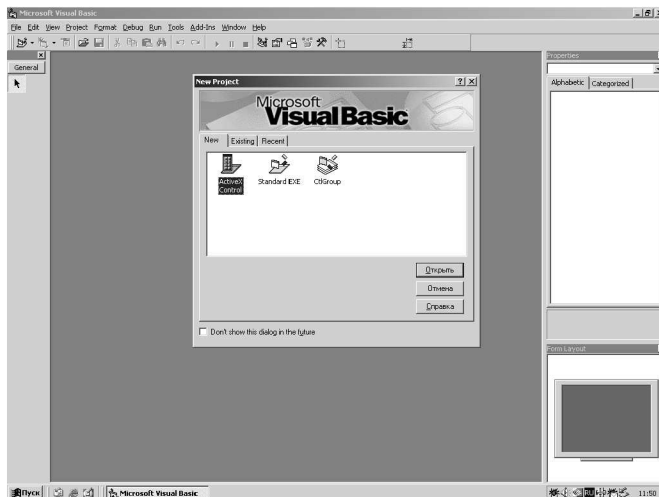 Microsoft Visual Basic
File Edit View Project Format Debug Run Tools Add-Ins Window Help
General
Properties
Alphabetic Categorized
New Project
Microsoft
Visual Basic
New Existing Recent
ActiveX Control
Standard EXE
CtlGroup
Открыть
Отмена
Справка
Don't show this dialog in the future
Form Layout
Пуск Microsoft Visual Basic RU 11:50